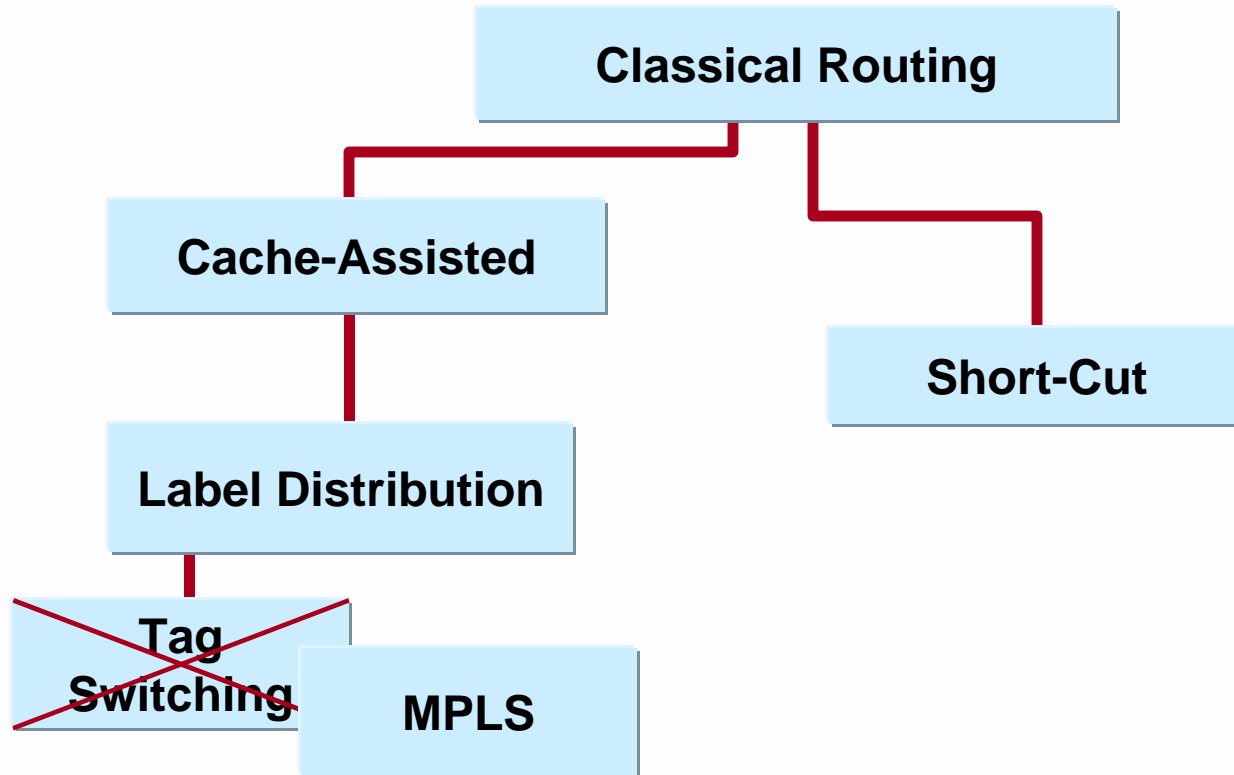 Classical Routing
Cache-Assisted
Short-Cut
Label Distribution
Tag
Switching
MPLS